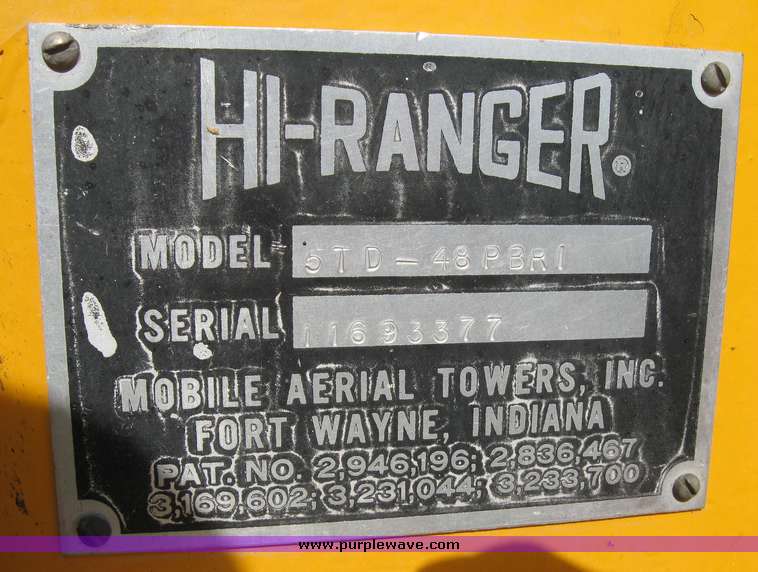 HI-RANGER®
MODEL 5TD-48PBR1
SERIAL 11693377
MOBILE AERIAL TOWERS, INC.
FORT WAYNE, INDIANA
PAT. NO. 2,946,196; 2,836,467
3,169,602; 3,231,044; 3,233,700
www.purplewave.com